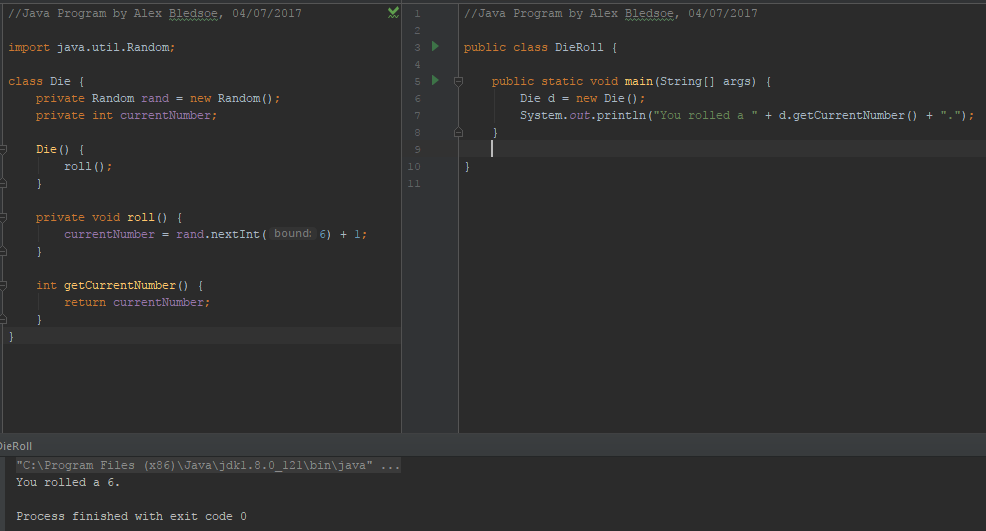 //Java Program by Alex Bledsoe, 04/07/2017
import java.util.Random;
class Die {
private Random rand = new Random();
private int currentNumber;
Die() {
roll();
}
private void roll() {
currentNumber = rand.nextInt( bound: 6) + 1;
}
int getCurrentNumber() {
return currentNumber;
}
}
1 //Java Program by Alex Bledsoe, 04/07/2017
2
3 public class DieRoll {
4
5 public static void main(String[] args) {
6 Die d = new Die();
7 System.out.println("You rolled a " + d.getCurrentNumber() + ".");
8 }
9
10 }
11
DieRoll
"C:\Program Files (x86)\Java\jdk1.8.0_121\bin\java" ...
You rolled a 6.
Process finished with exit code 0